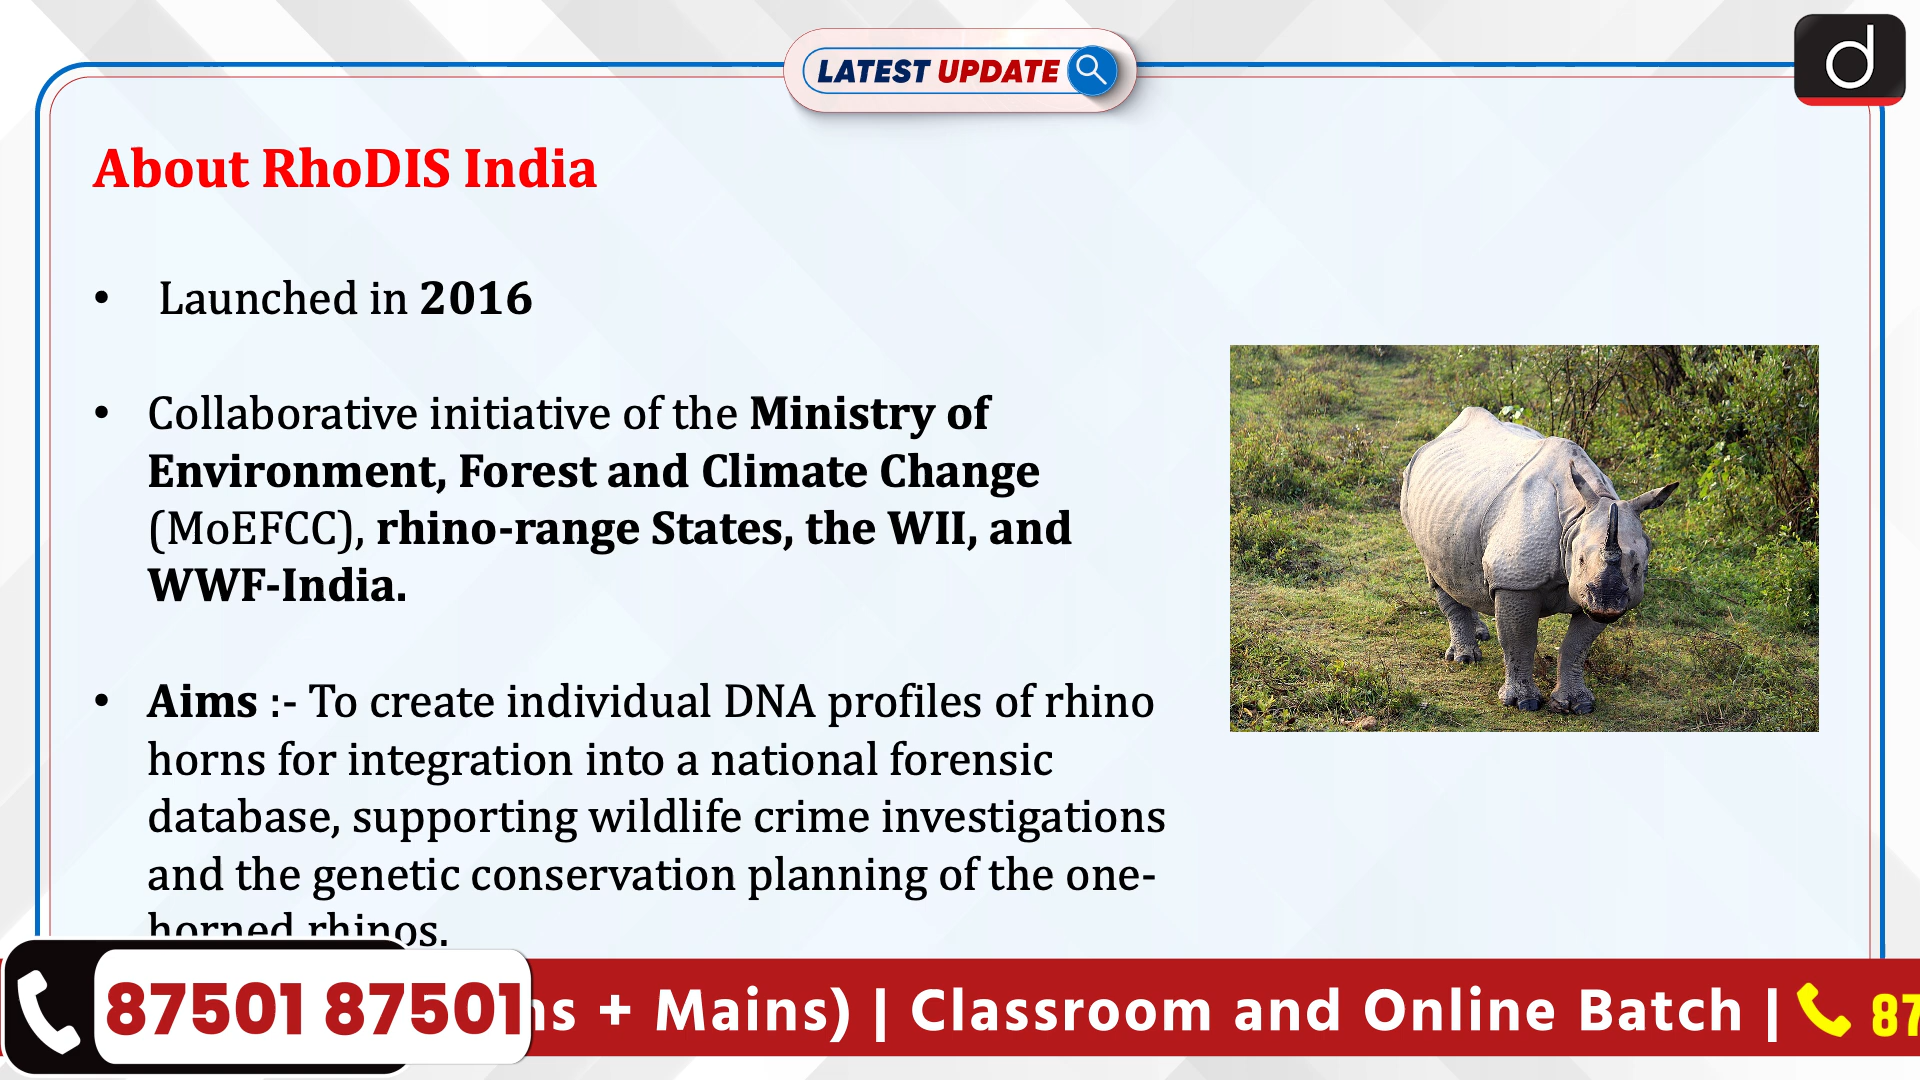 LATEST UPDATE
d
About RhoDIS India
• Launched in 2016
• Collaborative initiative of the Ministry of
Environment, Forest and Climate Change
(MoEFCC), rhino-range States, the WII, and
WWF-India.
• Aims :- To create individual DNA profiles of rhino
horns for integration into a national forensic
database, supporting wildlife crime investigations
and the genetic conservation planning of the one-
horned rhinos.
87501 87501
+ Mains) | Classroom and Online Batch | 87